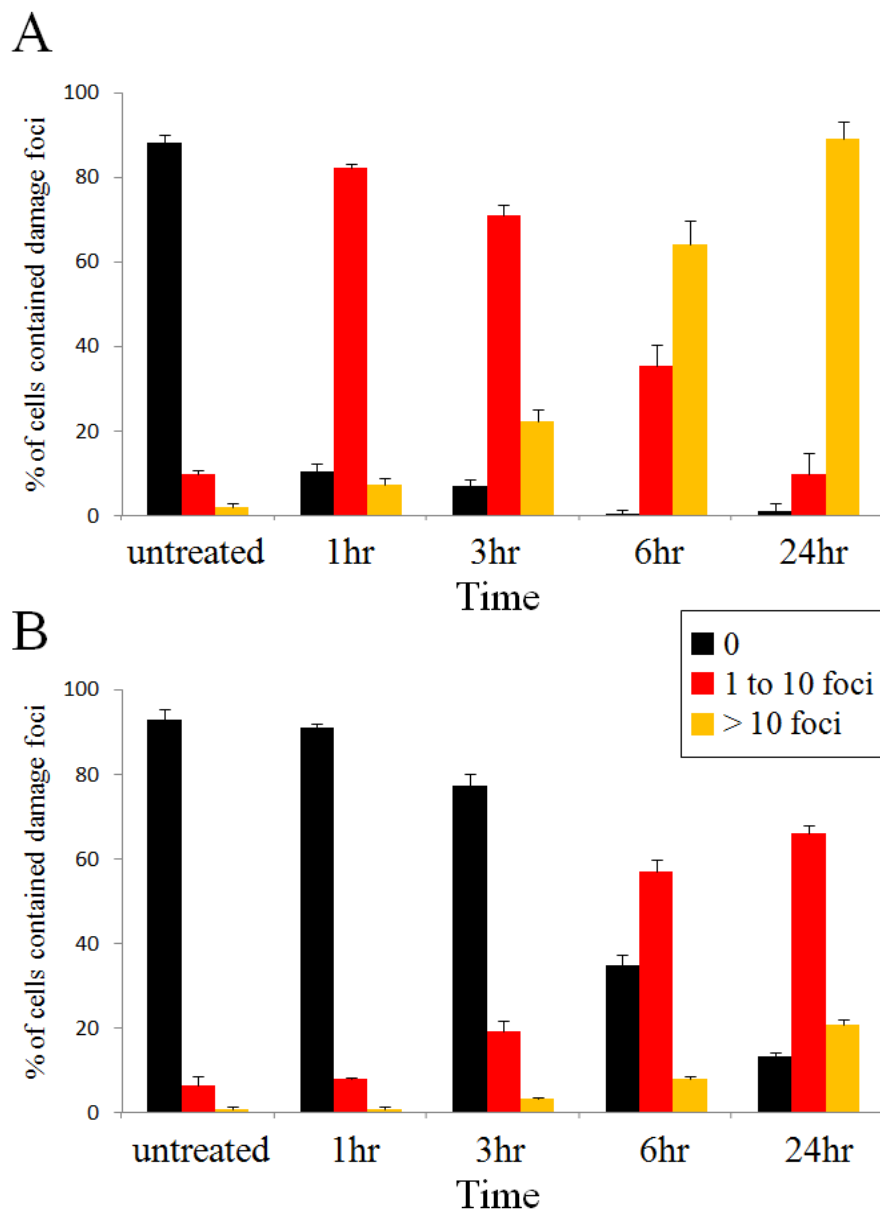 A
% of cells contained damage foci
100
80
60
40
20
0
untreated 1hr 3hr 6hr 24hr
Time
B
0
1 to 10 foci
> 10 foci
% of cells contained damage foci
100
80
60
40
20
0
untreated 1hr 3hr 6hr 24hr
Time